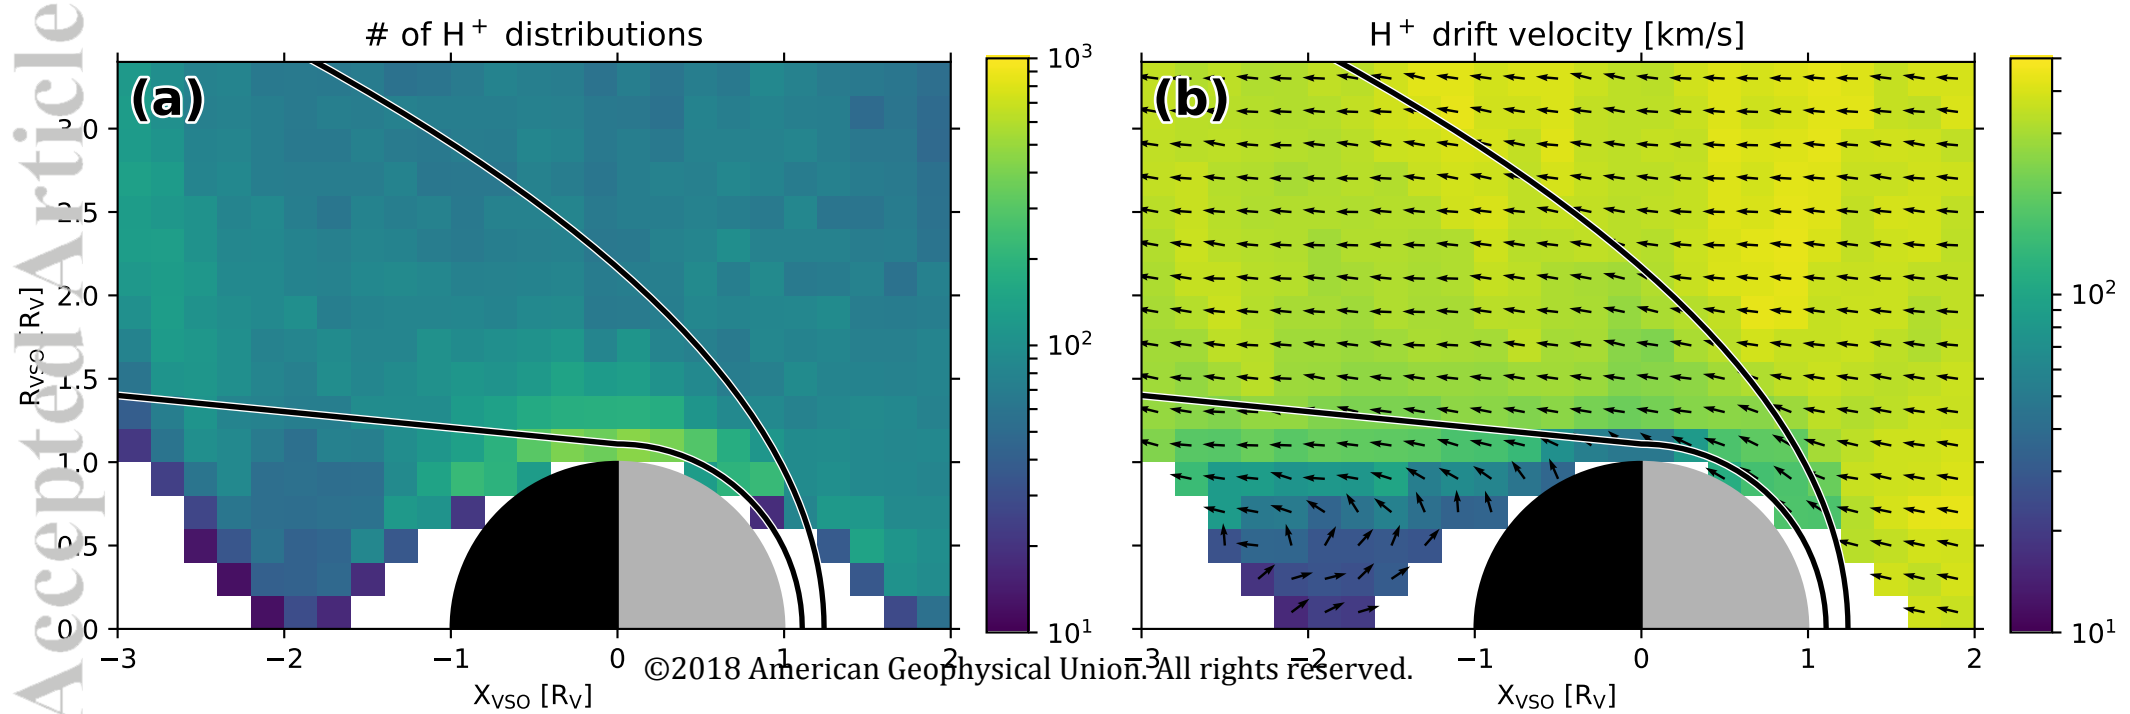 Accepted Article
# of H⁺ distributions
(a)
R_VSO [R_V]
3.0
2.5
2.0
1.5
1.0
0.5
0.0
−3 −2 −1 0 1 2
X_VSO [R_V]
10³
10²
10¹
H⁺ drift velocity [km/s]
(b)
−3 −2 −1 0 1 2
X_VSO [R_V]
10²
10¹
©2018 American Geophysical Union. All rights reserved.